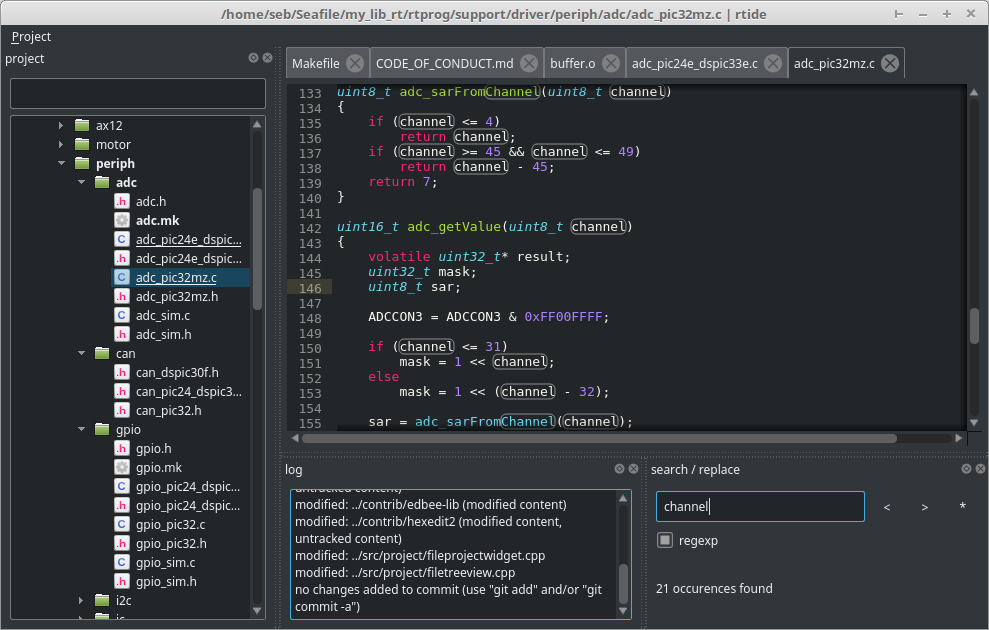 /home/seb/Seafile/my_lib_rt/rtprog/support/driver/periph/adc/adc_pic32mz.c | rtide
Project
project
ax12
motor
periph
adc
adc.h
adc.mk
adc_pic24e_dspic...
adc_pic24e_dspic...
adc_pic32mz.c
adc_pic32mz.h
adc_sim.c
adc_sim.h
can
can_dspic30f.h
can_pic24_dspic3...
can_pic32.h
gpio
gpio.h
gpio.mk
gpio_pic24_dspic...
gpio_pic24_dspic...
gpio_pic32.c
gpio_pic32.h
gpio_sim.c
gpio_sim.h
i2c
Makefile
CODE_OF_CONDUCT.md
buffer.o
adc_pic24e_dspic33e.c
adc_pic32mz.c
133 uint8_t adc_sarFromChannel(uint8_t channel)
134 {
135     if (channel <= 4)
136         return channel;
137     if (channel >= 45 && channel <= 49)
138         return channel - 45;
139     return 7;
140 }
141
142 uint16_t adc_getValue(uint8_t channel)
143 {
144     volatile uint32_t* result;
145     uint32_t mask;
146     uint8_t sar;
147
148     ADCCON3 = ADCCON3 & 0xFF00FFFF;
149
150     if (channel <= 31)
151         mask = 1 << channel;
152     else
153         mask = 1 << (channel - 32);
154
155     sar = adc_sarFromChannel(channel);
log
untracked content)
modified: ../contrib/edbee-lib (modified content)
modified: ../contrib/hexedit2 (modified content,
untracked content)
modified: ../src/project/fileprojectwidget.cpp
modified: ../src/project/filetreeview.cpp
no changes added to commit (use "git add" and/or "git
commit -a")
search / replace
channel
< > *
regexp
21 occurences found